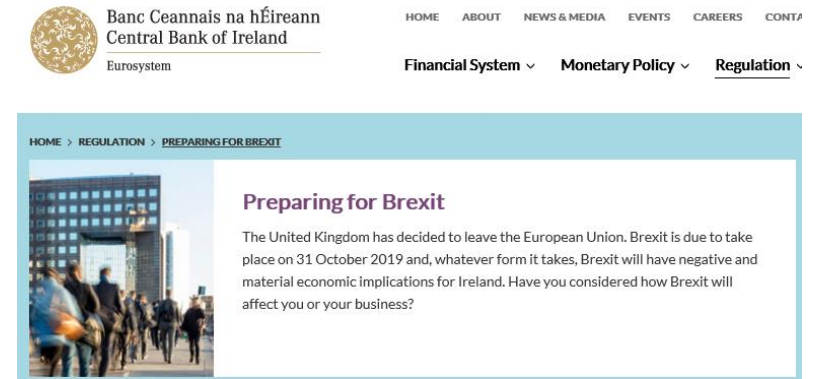 Banc Ceannais na hÉireann
Central Bank of Ireland
Eurosystem
HOME ABOUT NEWS & MEDIA EVENTS CAREERS
Financial System Monetary Policy Regulation
HOME > REGULATION > PREPARING FOR BREXIT
Preparing for Brexit
The United Kingdom has decided to leave the European Union. Brexit is due to take
place on 31 October 2019 and, whatever form it takes, Brexit will have negative and
material economic implications for Ireland. Have you considered how Brexit will
affect you or your business?